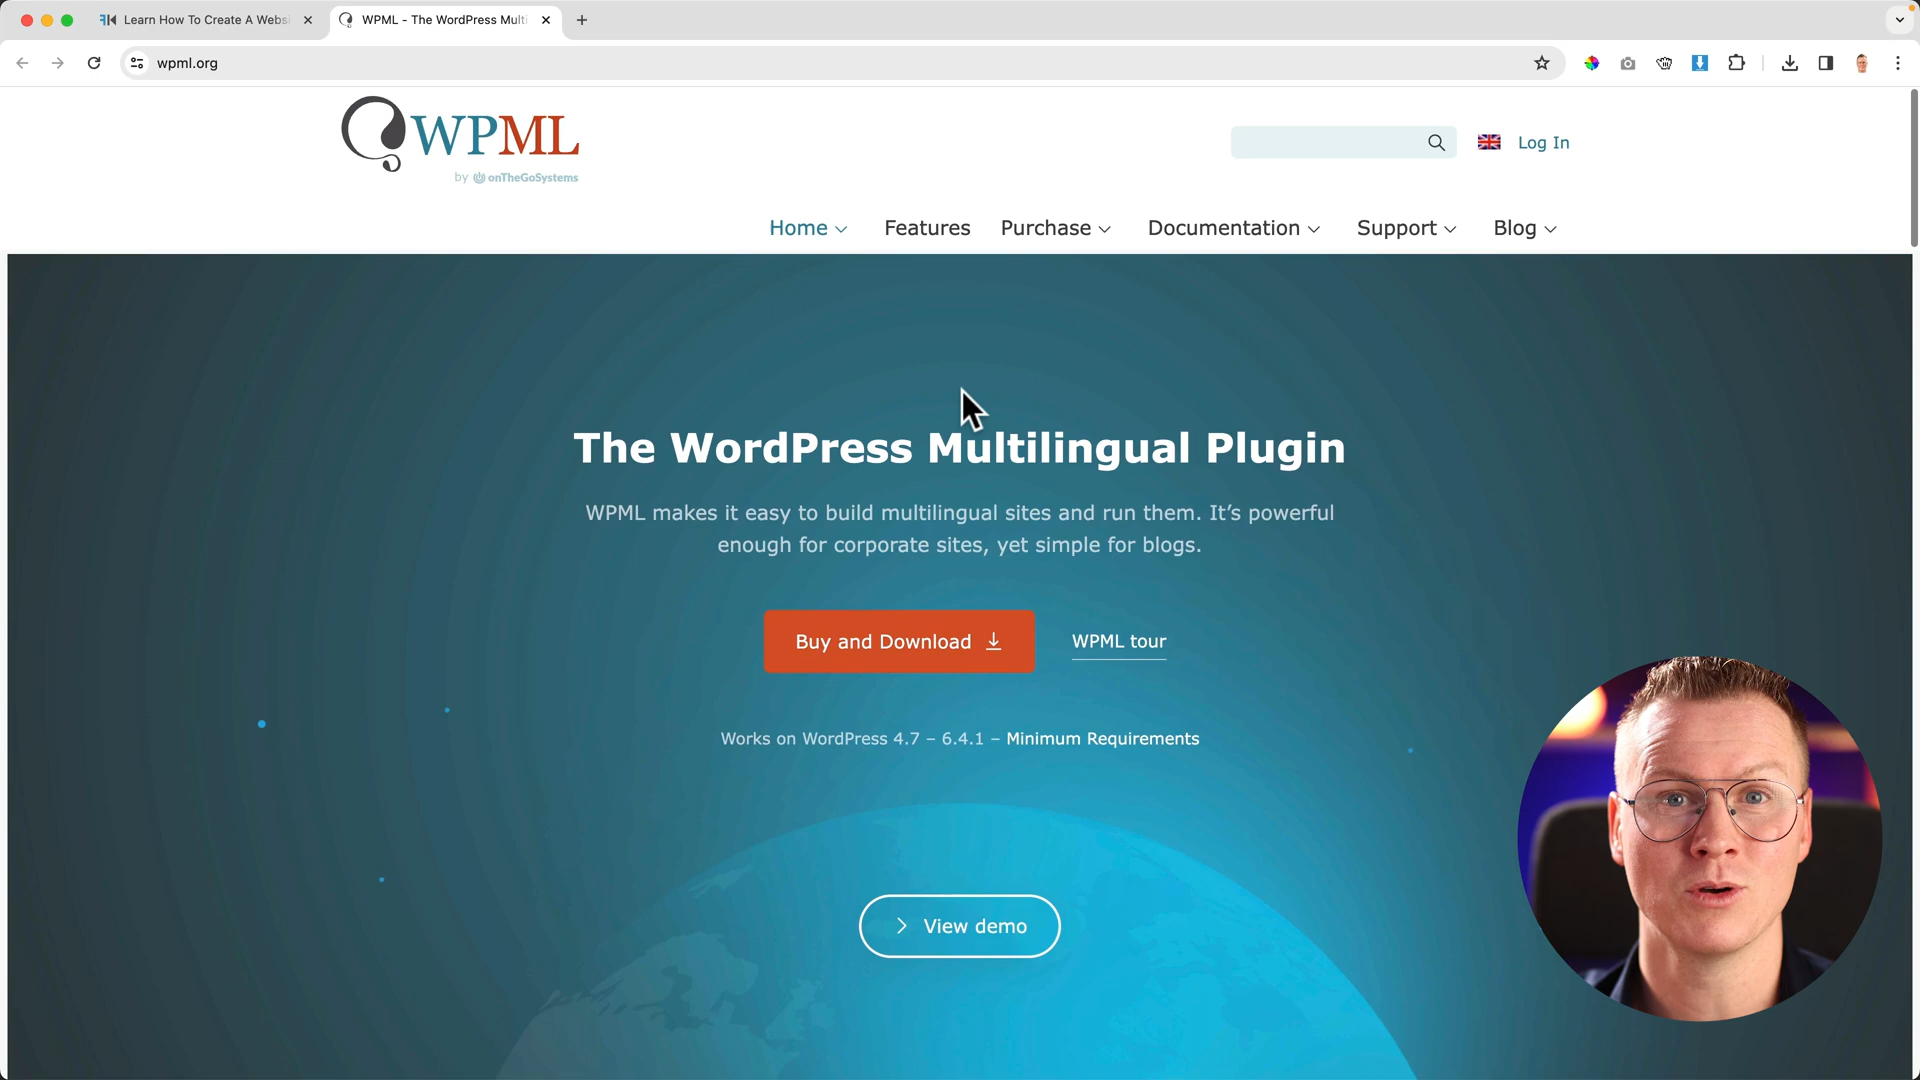 Learn How To Create A Websi
WPML - The WordPress Multi
wpml.org
WPML
by onTheGoSystems
Log In
Home
Features
Purchase
Documentation
Support
Blog
The WordPress Multilingual Plugin
WPML makes it easy to build multilingual sites and run them. It’s powerful
enough for corporate sites, yet simple for blogs.
Buy and Download
WPML tour
Works on WordPress 4.7 – 6.4.1 – Minimum Requirements
View demo